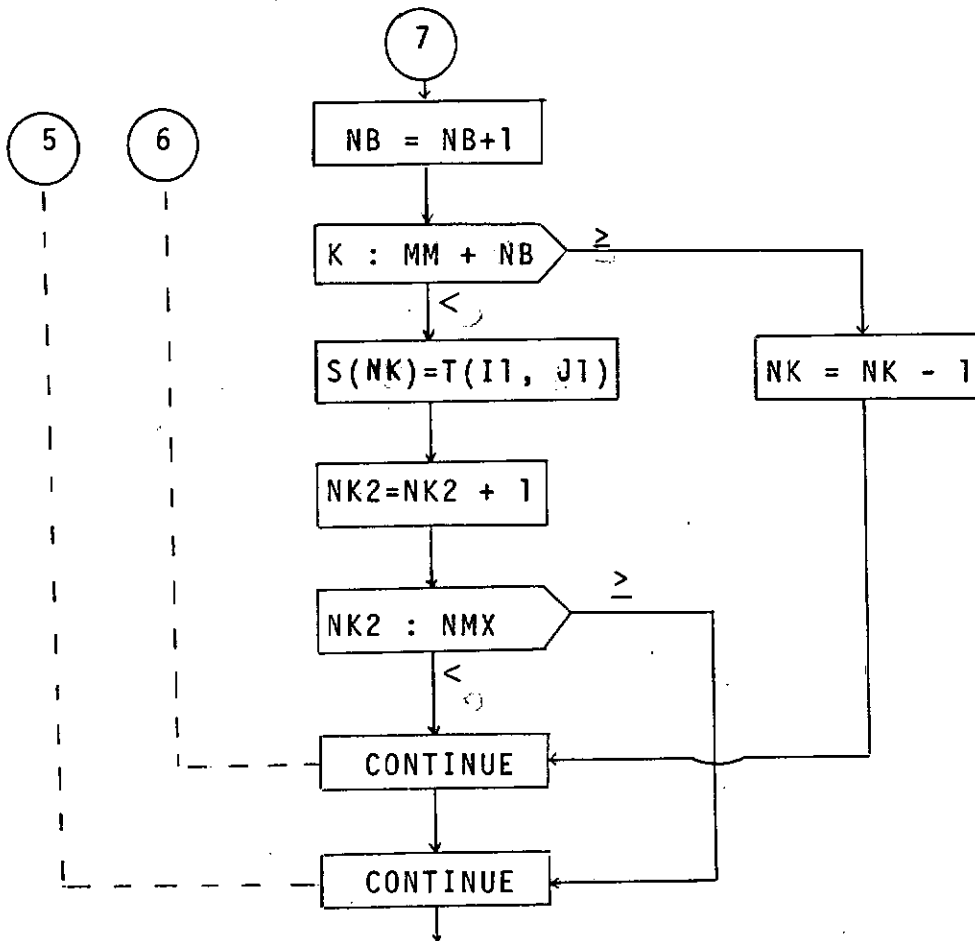 7
5
6
NB = NB+1
K : MM + NB
≥
<
S(NK)=T(I1, J1)
NK = NK - 1
NK2=NK2 + 1
NK2 : NMX
≥
<
CONTINUE
CONTINUE